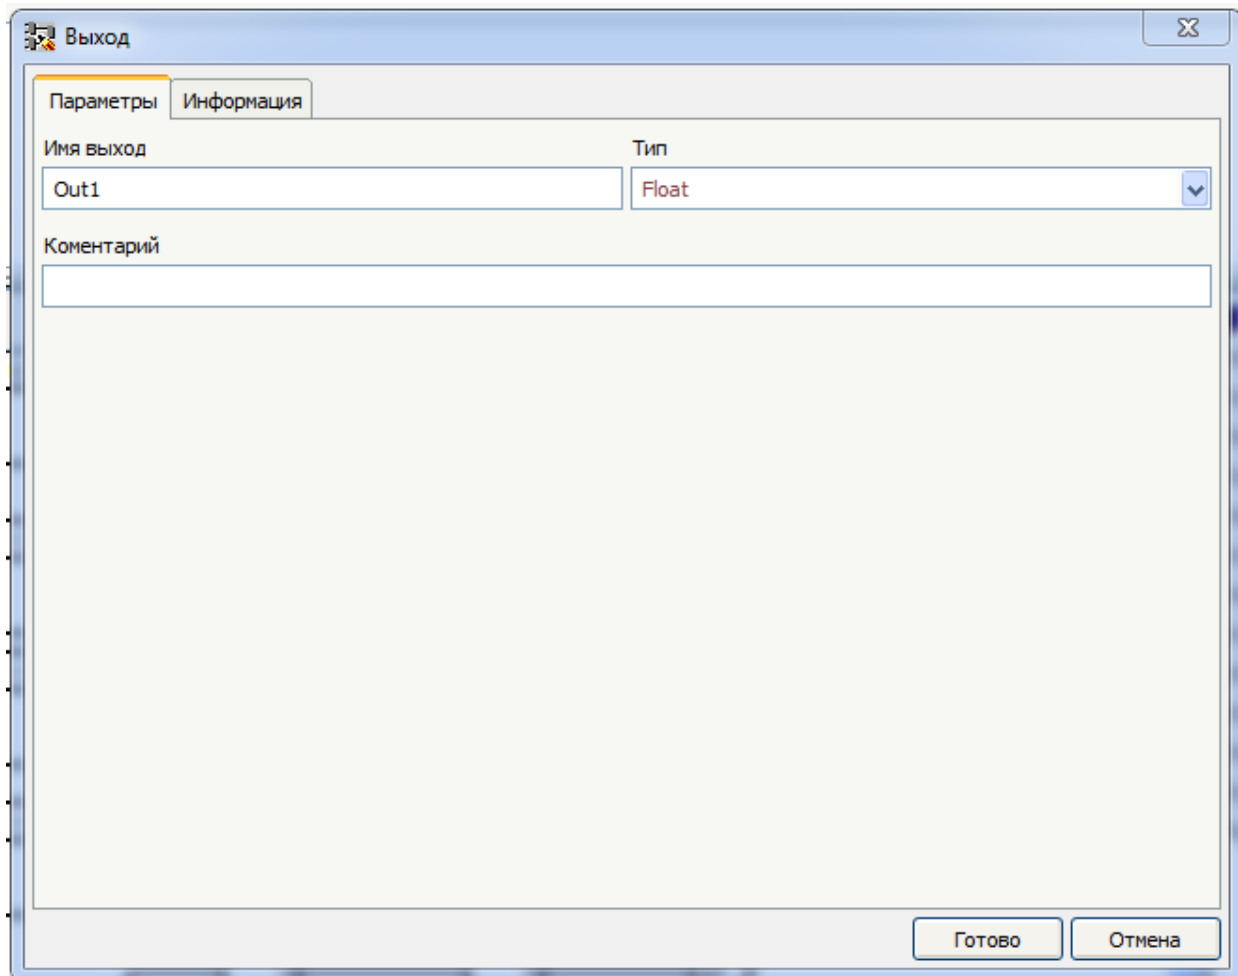 Выход
Параметры Информация
Имя выход Тип
Out1 Float
Коментарий
Готово Отмена